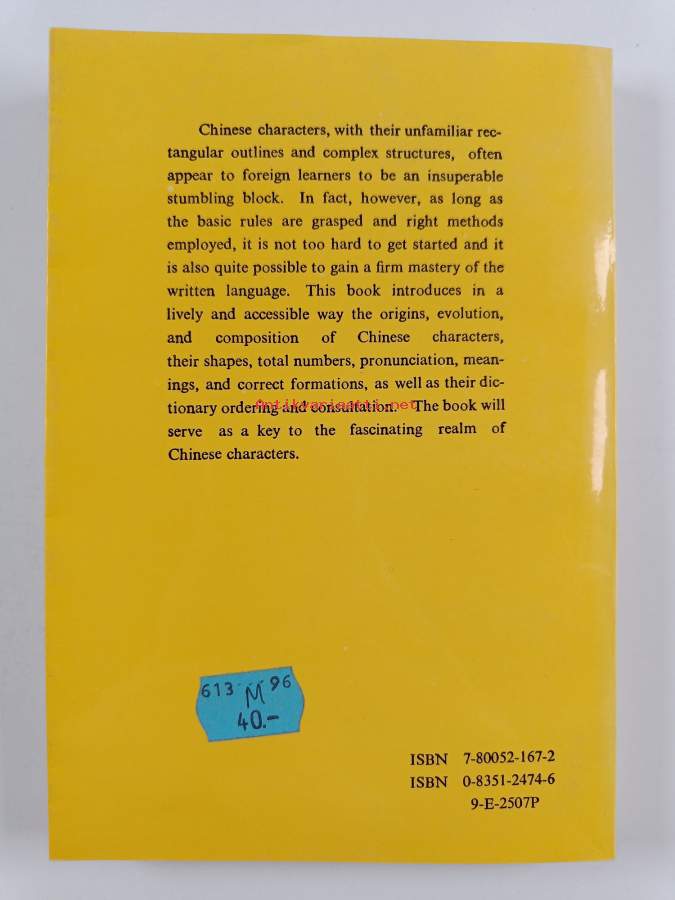 Chinese characters, with their unfamiliar rec-
tangular outlines and complex structures, often
appear to foreign learners to be an insuperable
stumbling block. In fact, however, as long as
the basic rules are grasped and right methods
employed, it is not too hard to get started and it
is also quite possible to gain a firm mastery of the
written language. This book introduces in a
lively and accessible way the origins, evolution,
and composition of Chinese characters,
their shapes, total numbers, pronunciation, mean-
ings, and correct formations, as well as their dic-
tionary ordering and consultation. The book will
Antikvariaatti.net
serve as a key to the fascinating realm of
Chinese characters.
613 M 96
40.-
ISBN 7-80052-167-2
ISBN 0-8351-2474-6
9-E-2507P